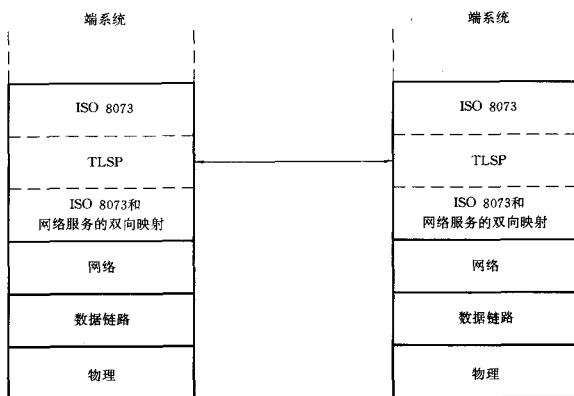 端系统
ISO 8073
TLSP
ISO 8073和
网络服务的双向映射
网络
数据链路
物理
端系统
ISO 8073
TLSP
ISO 8073和
网络服务的双向映射
网络
数据链路
物理